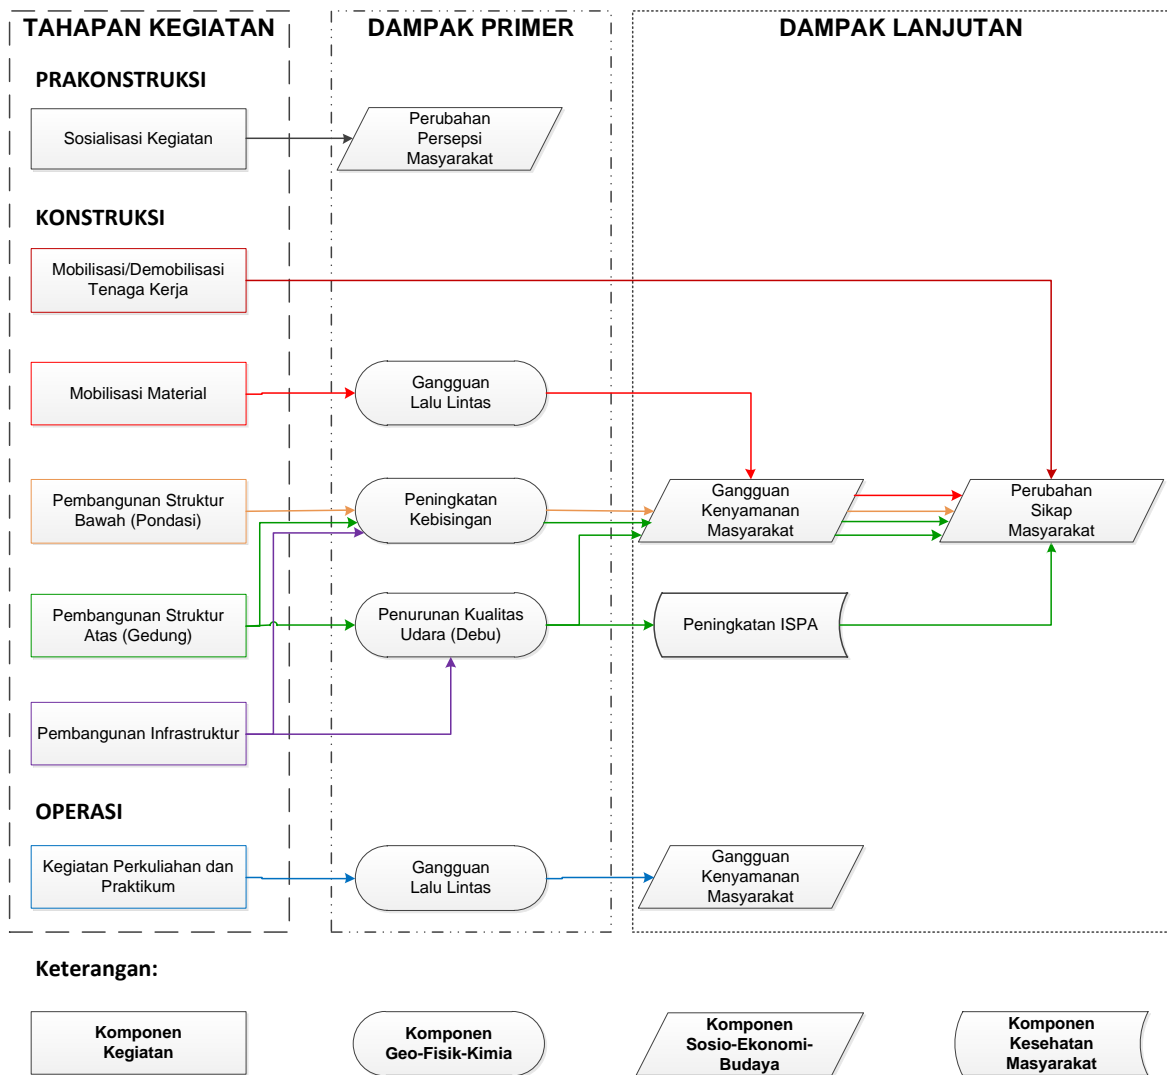 TAHAPAN KEGIATAN
DAMPAK PRIMER
DAMPAK LANJUTAN
PRAKONSTRUKSI
Sosialisasi Kegiatan
Perubahan
Persepsi
Masyarakat
KONSTRUKSI
Mobilisasi/Demobilisasi
Tenaga Kerja
Mobilisasi Material
Gangguan
Lalu Lintas
Pembangunan Struktur
Bawah (Pondasi)
Peningkatan
Kebisingan
Gangguan
Kenyamanan
Masyarakat
Perubahan
Sikap
Masyarakat
Pembangunan Struktur
Atas (Gedung)
Penurunan Kualitas
Udara (Debu)
Peningkatan ISPA
Pembangunan Infrastruktur
OPERASI
Kegiatan Perkuliahan dan
Praktikum
Gangguan
Lalu Lintas
Gangguan
Kenyamanan
Masyarakat
Keterangan:
Komponen
Kegiatan
Komponen
Geo-Fisik-Kimia
Komponen
Sosio-Ekonomi-
Budaya
Komponen
Kesehatan
Masyarakat